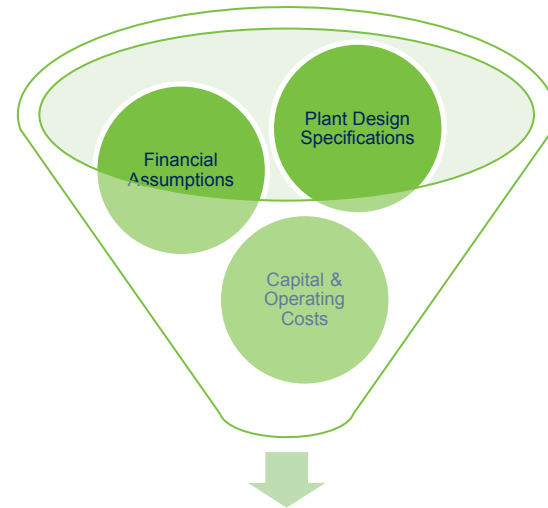 Plant Design
Specifications
Financial
Assumptions
Capital &
Operating
Costs